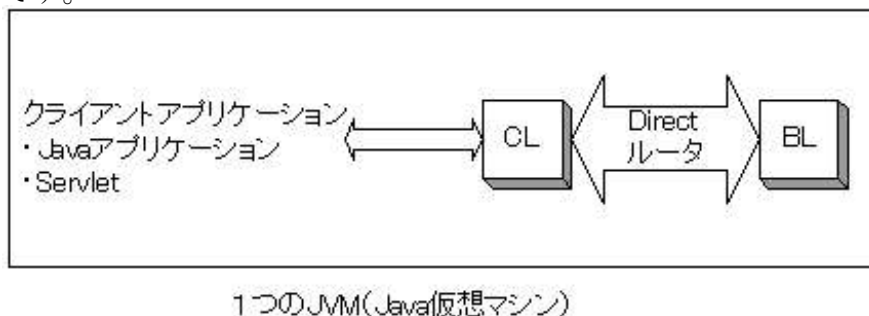 です。
クライアントアプリケーション
・Javaアプリケーション
・Servlet
CL
Direct
ルータ
BL
1つのJVM(Java仮想マシン)